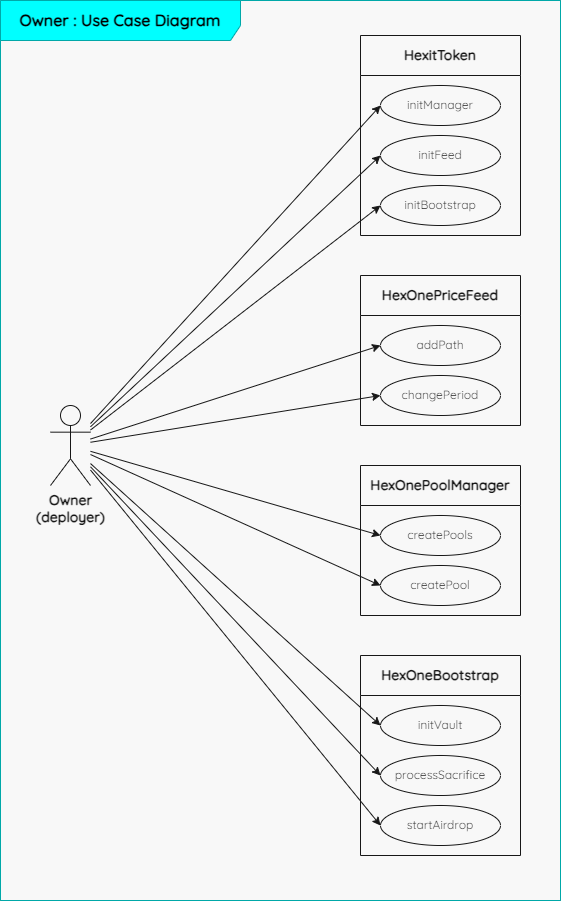 Owner : Use Case Diagram
HexitToken
initManager
initFeed
initBootstrap
HexOnePriceFeed
addPath
changePeriod
Owner
(deployer)
HexOnePoolManager
createPools
createPool
HexOneBootstrap
initVault
processSacrifice
startAirdrop